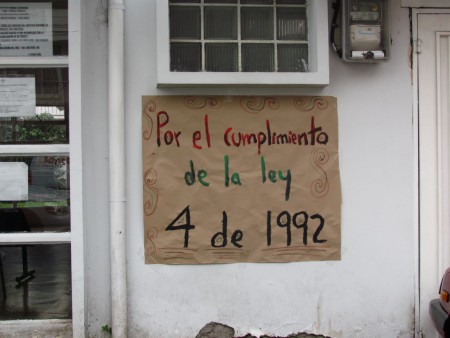 Por el cumplimiento
de la ley
4 de 1992